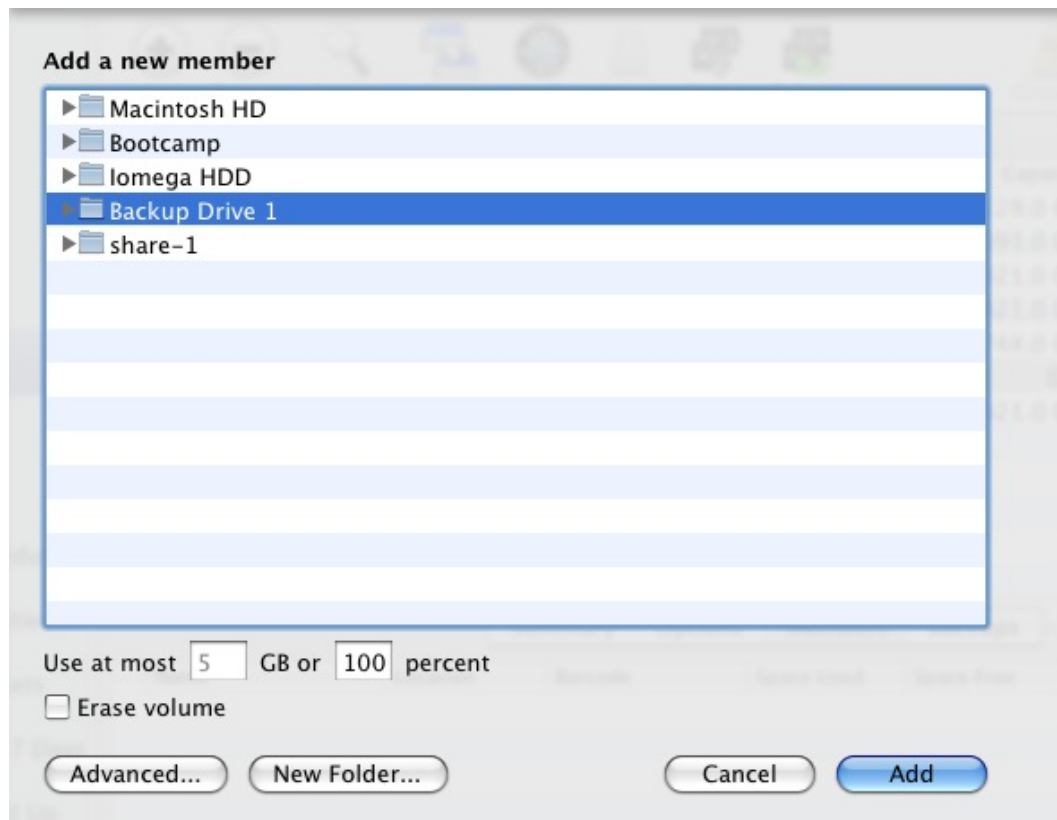 Add a new member
Macintosh HD
Bootcamp
Iomega HDD
Backup Drive 1
share-1
Use at most 5 GB or 100 percent
Erase volume
Advanced... New Folder... Cancel Add